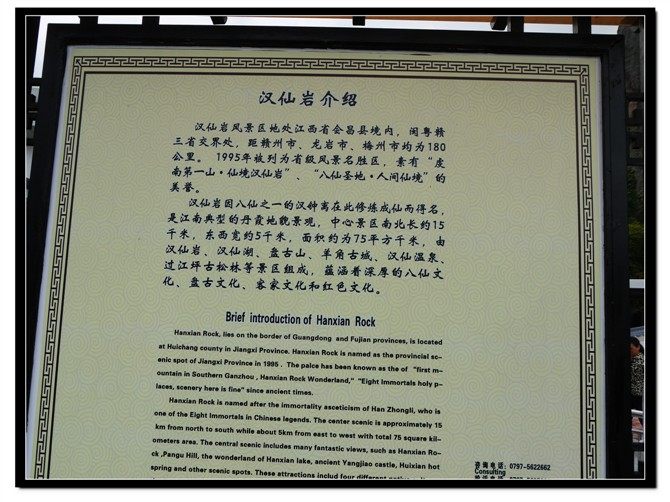 汉仙岩介绍
汉仙岩风景区地处江西省会昌县境内，闽粤赣
三省交界处，距赣州市、龙岩市、梅州市均为180
公里。 1995年被列为省级风景名胜区，素有“虔
南第一山·仙境汉仙岩”、“八仙圣地·人间仙境”的
美誉。
汉仙岩因八仙之一的汉钟离在此修炼成仙而得名，
是江南典型的丹霞地貌景观，中心景区南北长约15
千米，东西宽约5千米，面积约为75平方千米，由
汉仙岩、汉仙湖、盘古山、羊角古城、汉仙温泉、
过江坪古松林等景区组成，蕴涵着深厚的八仙文
化、盘古文化、客家文化和红色文化。
Brief introduction of Hanxian Rock
Hanxian Rock, lies on the border of Guangdong and Fujian provinces, is located
at Huichang county in Jiangxi Province. Hanxian Rock is named as the provincial sc-
enic spot of Jiangxi Province in 1995 . The palce has been known as the of "first m-
ountain in Southern Ganzhou , Hanxian Rock Wonderland," "Eight Immortals holy p-
laces, scenery here is fine" since ancient times.
Hanxian Rock is named after the immortality asceticism of Han Zhongli, who is
one of the Eight Immortals in Chinese legends. The center scenic is approximately 15
km from north to south while about 5km from east to west with total 75 square kil-
ometers area. The central scenic includes many fantastic views, such as Hanxian Ro-
ck ,Pangu Hill, the wonderland of Hanxian lake, ancient Yangjiao castle, Huixian hot
spring and other scenic spots. These attractions includ four different
咨询电话: 0797-5622662
Consulting